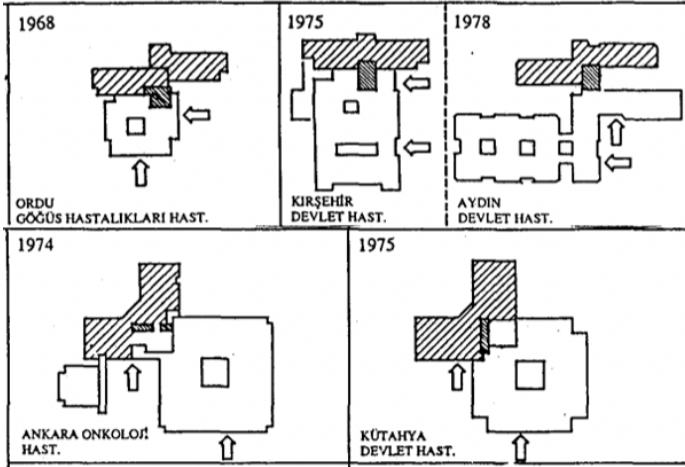 1968
ORDU
GÖĞÜS HASTALIKLARI HAST.
1975
KIRŞEHİR
DEVLET HAST.
1978
AYDIN
DEVLET HAST.
1974
ANKARA ONKOLOJİ
HAST.
1975
KÜTAHYA
DEVLET HAST.